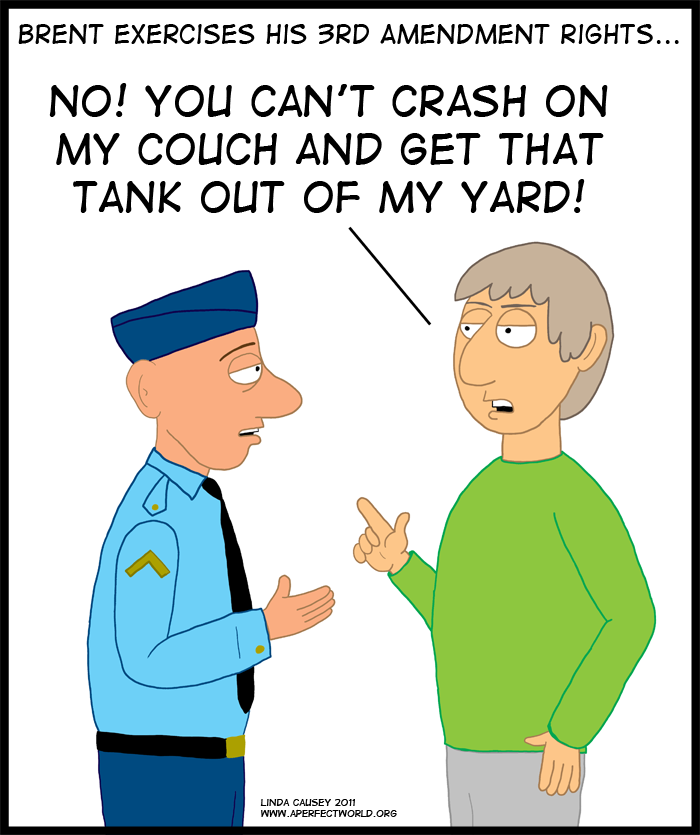 BRENT EXERCISES HIS 3RD AMENDMENT RIGHTS...
NO! YOU CAN'T CRASH ON
MY COUCH AND GET THAT
TANK OUT OF MY YARD!
LINDA CAUSEY 2011
WWW.APERFECTWORLD.ORG